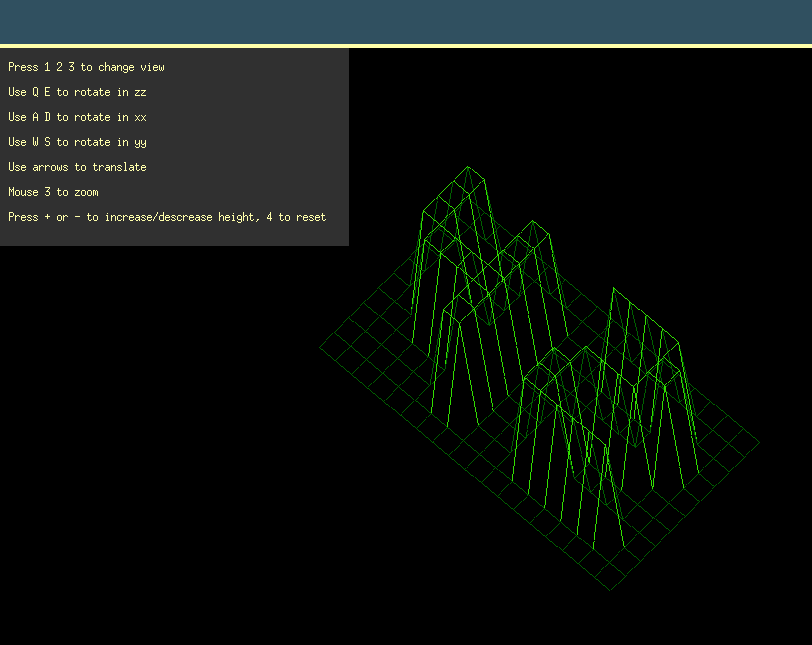 Press 1 2 3 to change view
Use Q E to rotate in zz
Use A D to rotate in xx
Use W S to rotate in yy
Use arrows to translate
Mouse 3 to zoom
Press + or - to increase/descrease height, 4 to reset